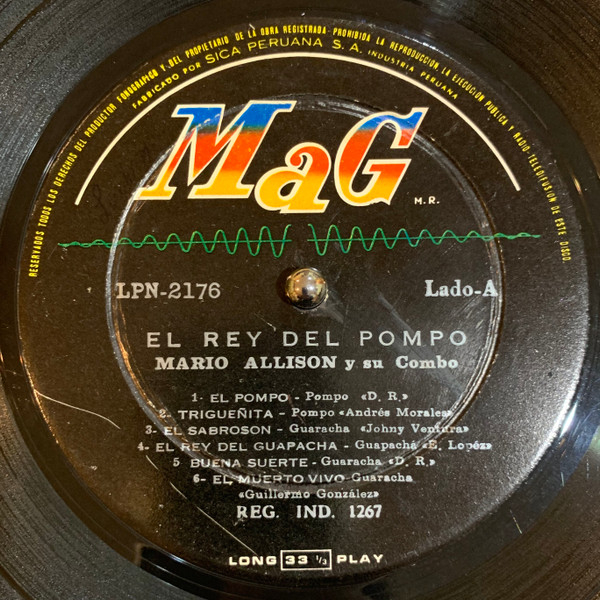 RESERVADOS TODOS LOS DERECHOS DEL PRODUCTOR FONOGRAFICO Y DEL PROPIETARIO DE LA OBRA REGISTRADA-PROHIBIDA LA REPRODUCCION, LA EJECUCION PUBLICA Y RADIO-TELEDIFUSION DE ESTE DISCO.
FABRICADO POR SICA PERUANA S. A. INDUSTRIA PERUANA
MaG
M.R.
LPN-2176
Lado-A
EL REY DEL POMPO
MARIO ALLISON y su Combo
1- EL POMPO - Pompo «D. R.»
2- TRIGUEÑITA - Pompo «Andrés Morales»
3- EL SABROSON - Guaracha «Johny Ventura»
4- EL REY DEL GUAPACHA - Guapachá «E. Lopéz»
5 BUENA SUERTE - Guaracha «D. R.»
6- EL MUERTO VIVO - Guaracha
«Guillermo González»
REG. IND. 1267
LONG 33 1/3 PLAY